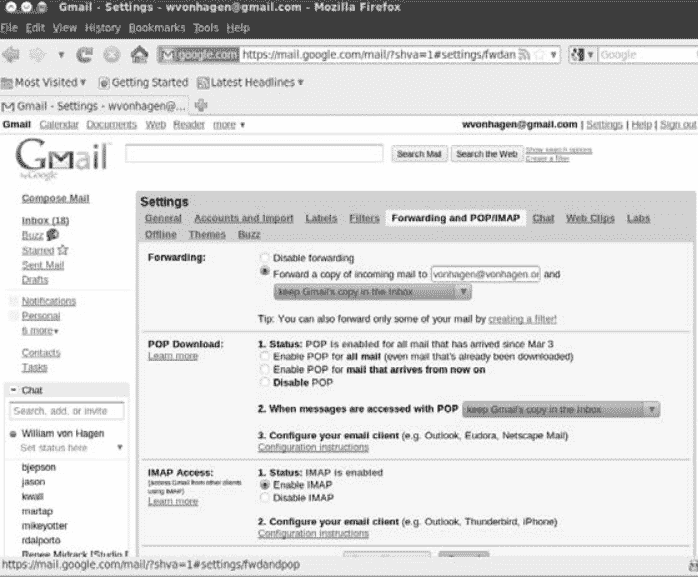 Gmail - Settings - wvonhagen@gmail.com - Mozilla Firefox
File Edit View History Bookmarks Tools Help
google.com https://mail.google.com/mail/?shva=1#settings/fwdan Google
Most Visited Getting Started Latest Headlines
Gmail - Settings - wvonhagen@...
Gmail Calendar Documents Web Reader more wvonhagen@gmail.com | Settings | Help | Sign out
Gmail by Google Search Mail Search the Web Show search options
Create a filter
Compose Mail
Inbox (18)
Buzz
Starred
Sent Mail
Drafts
Notifications
Personal
6 more
Contacts
Tasks
Chat
Search, add, or invite
William von Hagen
Set status here
bjepson
jason
kwall
martap
mikeyotter
rdalporto
Renee Midrack [Studio
Settings
General Accounts and Import Labels Filters Forwarding and POP/IMAP Chat Web Clips Labs
Offline Themes Buzz
Forwarding:
Disable forwarding
Forward a copy of incoming mail to vonhagen@vonhagen.or and
keep Gmail's copy in the Inbox
Tip: You can also forward only some of your mail by creating a filter!
POP Download:
Learn more
1. Status: POP is enabled for all mail that has arrived since Mar 3
Enable POP for all mail (even mail that's already been downloaded)
Enable POP for mail that arrives from now on
Disable POP
2. When messages are accessed with POP keep Gmail's copy in the Inbox
3. Configure your email client (e.g. Outlook, Eudora, Netscape Mail)
Configuration instructions
IMAP Access:
(access Gmail from other clients
using IMAP)
Learn more
1. Status: IMAP is enabled
Enable IMAP
Disable IMAP
2. Configure your email client (e.g. Outlook, Thunderbird, iPhone)
Configuration instructions
https://mail.google.com/mail/?shva=1#settings/fwdandpop